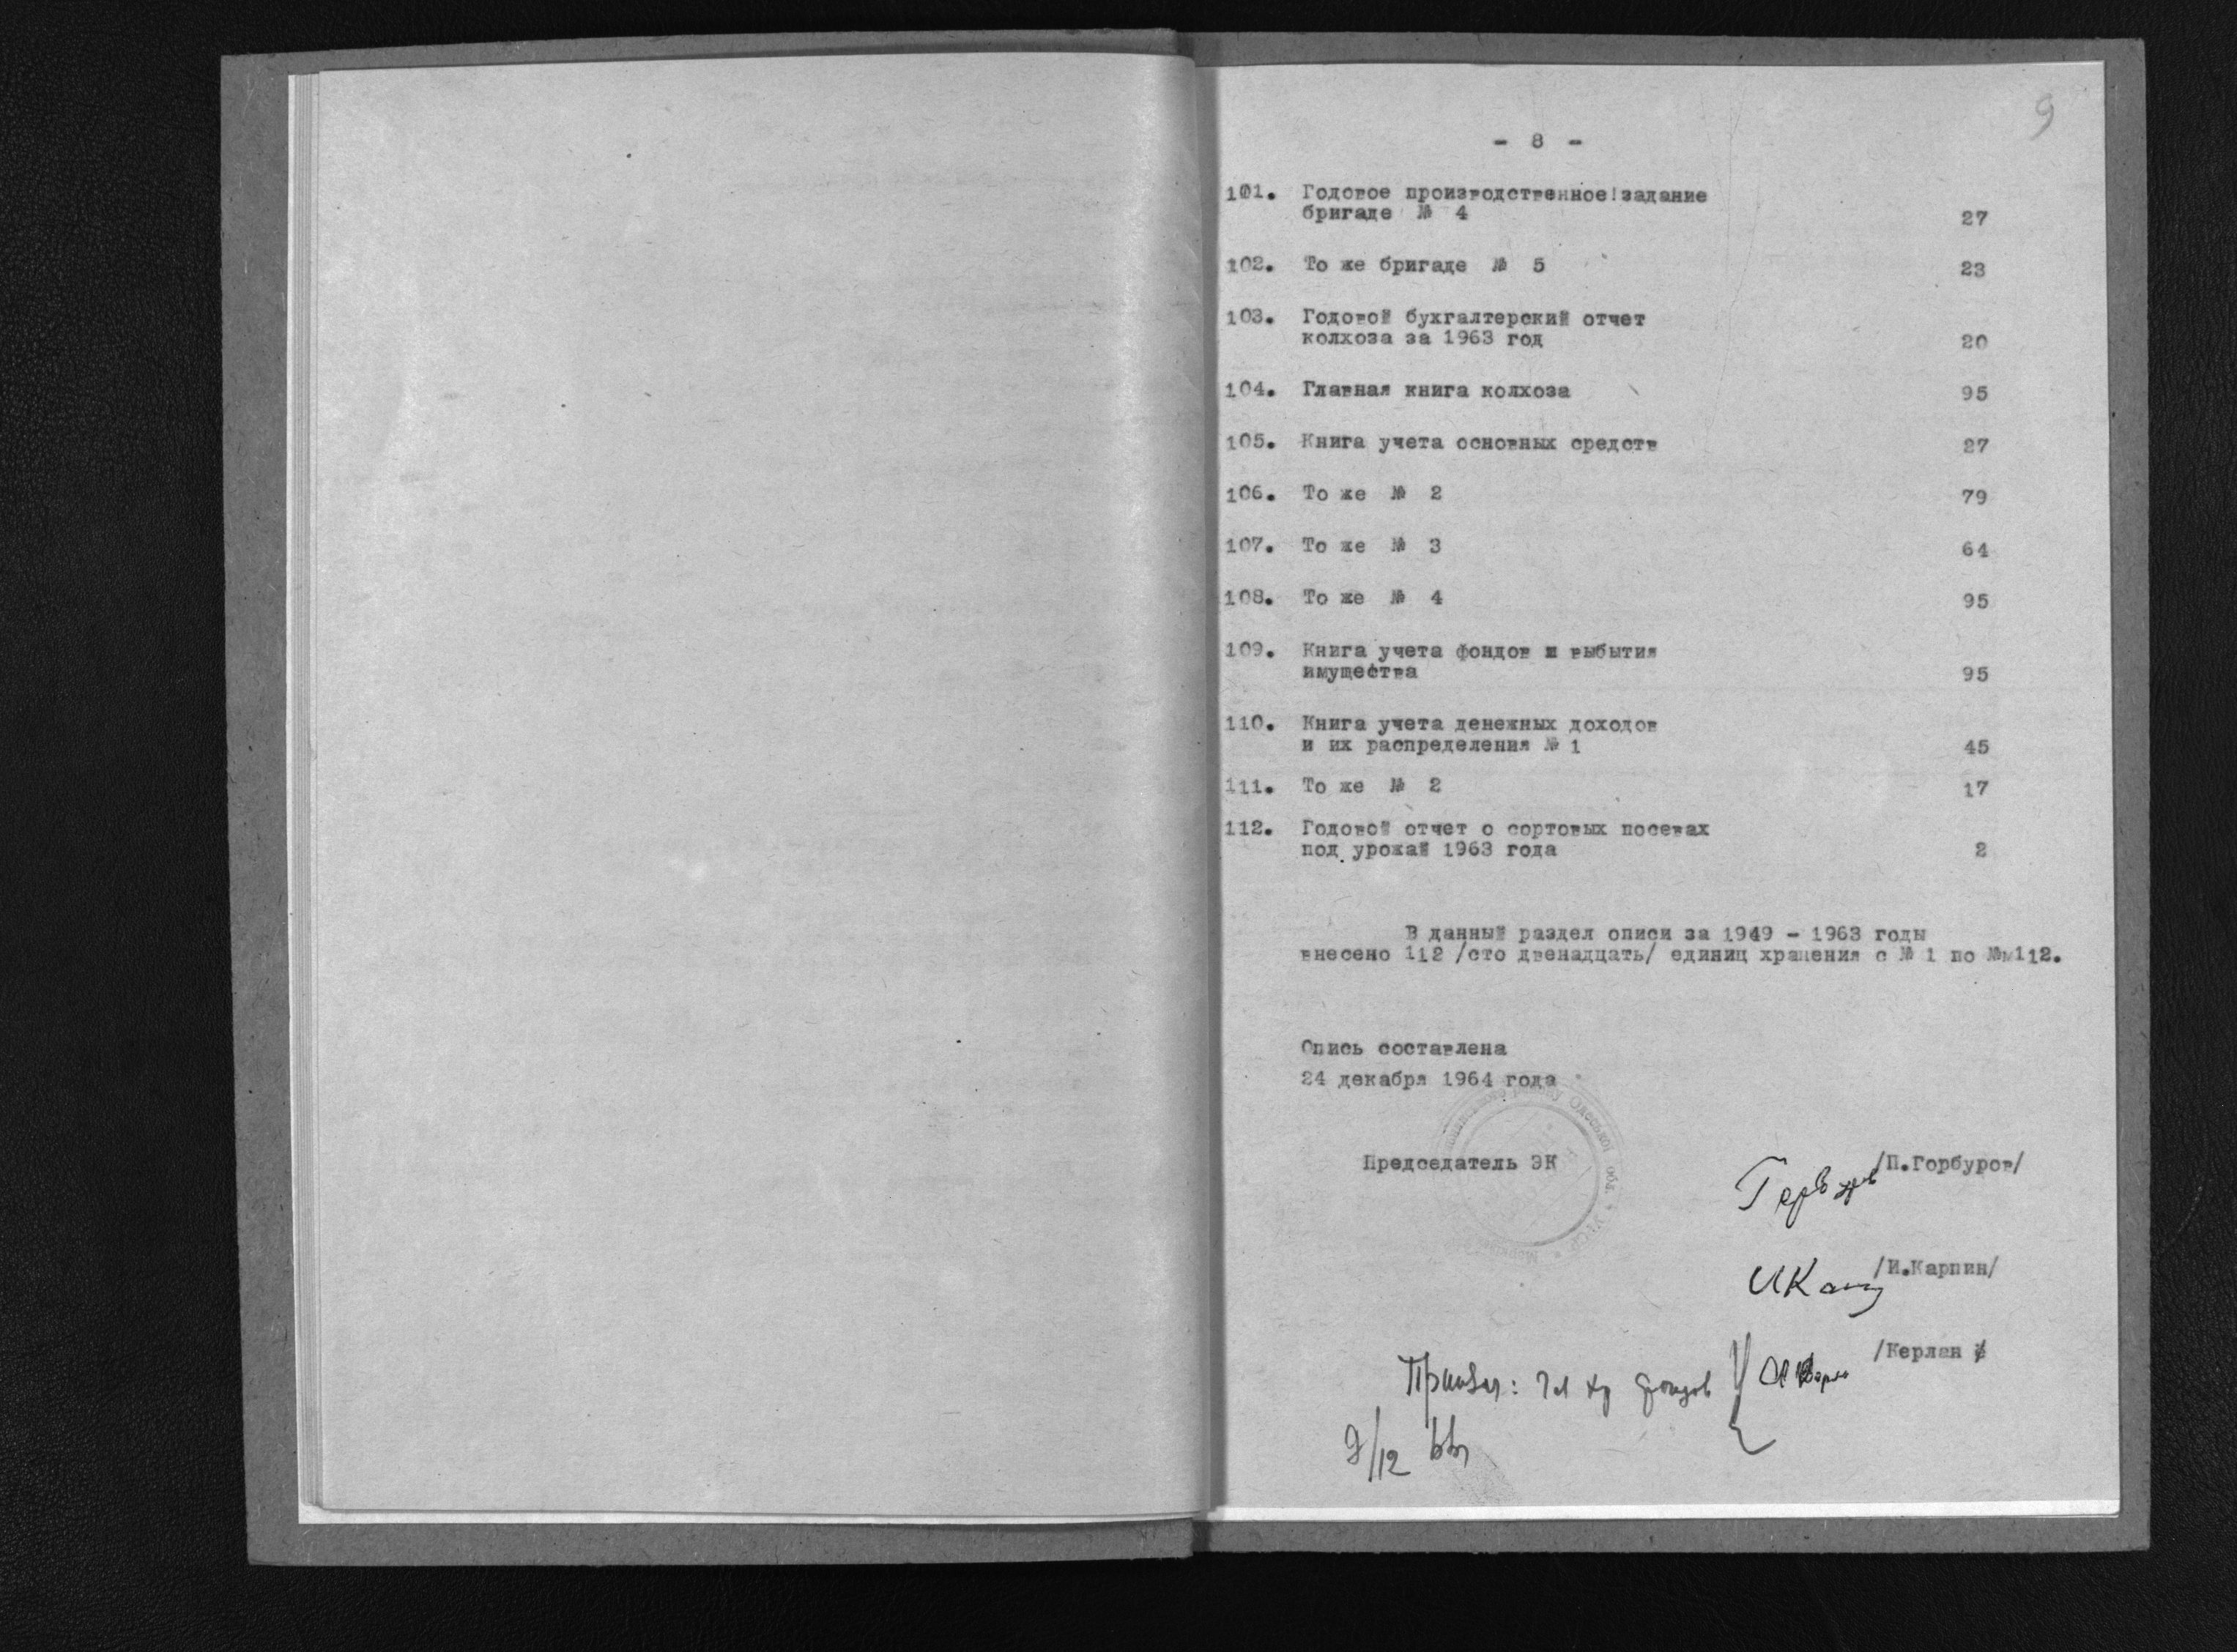 9
- 8 -
101. Годовое производственное задание
бригаде № 4 27
102. То же бригаде № 5 23
103. Годовой бухгалтерский отчет
колхоза за 1963 год 20
104. Главная книга колхоза 95
105. Книга учета основных средств 27
106. То же № 2 79
107. То же № 3 64
108. То же № 4 95
109. Книга учета фондов и выбытия
имущества 95
110. Книга учета денежных доходов
и их распределения № 1 45
111. То же № 2 17
112. Годовой отчет о сортовых посевах
под урожай 1963 года 2
В данный раздел описи за 1949 - 1963 годы
внесено 112 /сто двенадцать/ единиц хранения с № 1 по № 112.
Опись составлена
24 декабря 1964 года
Одеської обл. * УРСР *
Председатель ЭК /П.Горбуров/
/И.Карпин/
/Керлан /
Принял: Гл хр фондов